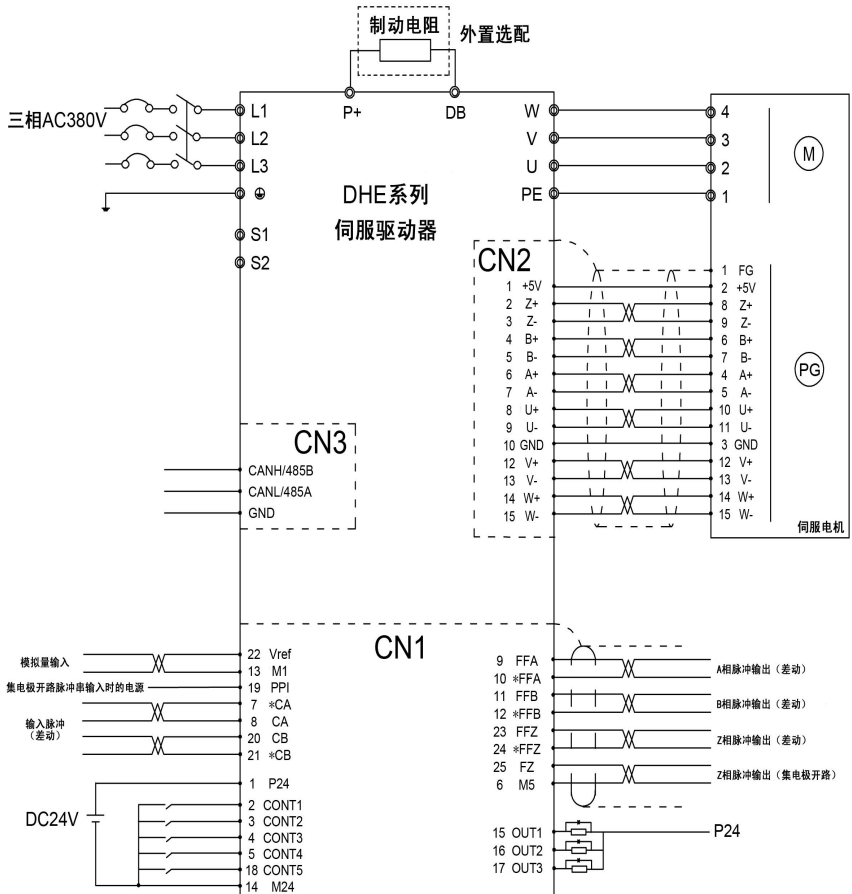 制动电阻
外置选配
三相AC380V
L1
L2
L3
S1
S2
P+
DB
W
V
U
PE
DHE系列
伺服驱动器
4
3
2
1
M
CN2
1 +5V
2 Z+
3 Z-
4 B+
5 B-
6 A+
7 A-
8 U+
9 U-
10 GND
12 V+
13 V-
14 W+
15 W-
1 FG
2 +5V
8 Z+
9 Z-
6 B+
7 B-
4 A+
5 A-
10 U+
11 U-
3 GND
12 V+
13 V-
14 W+
15 W-
PG
伺服电机
CN3
CANH/485B
CANL/485A
GND
CN1
模拟量输入
集电极开路脉冲串输入时的电源
输入脉冲
（差动）
22 Vref
13 M1
19 PPI
7 *CA
8 CA
20 CB
21 *CB
1 P24
DC24V
2 CONT1
3 CONT2
4 CONT3
5 CONT4
18 CONT5
14 M24
9 FFA
10 *FFA
11 FFB
12 *FFB
23 FFZ
24 *FFZ
25 FZ
6 M5
A相脉冲输出（差动）
B相脉冲输出（差动）
Z相脉冲输出（差动）
Z相脉冲输出（集电极开路）
15 OUT1
16 OUT2
17 OUT3
P24